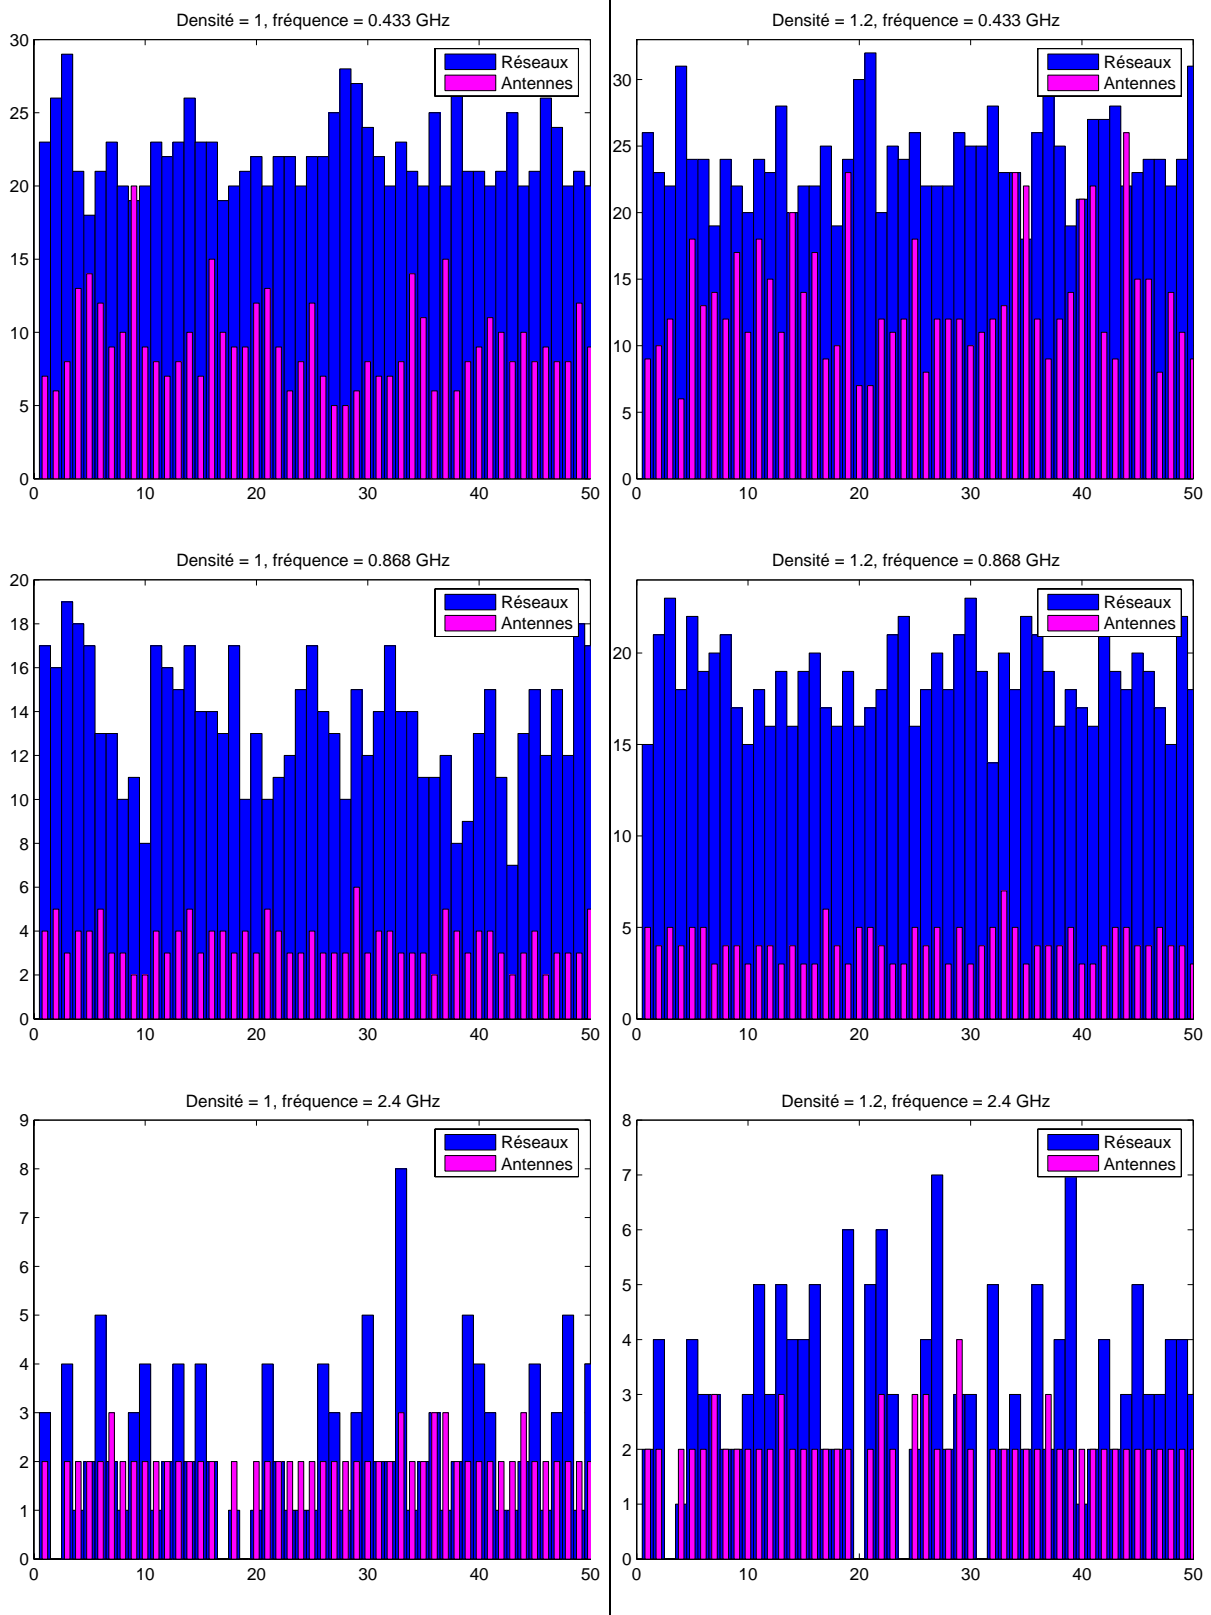 Densité = 1, fréquence = 0.433 GHz
30
25
20
15
10
5
0
0 10 20 30 40 50
Réseaux
Antennes
Densité = 1.2, fréquence = 0.433 GHz
30
25
20
15
10
5
0
0 10 20 30 40 50
Réseaux
Antennes
Densité = 1, fréquence = 0.868 GHz
20
18
16
14
12
10
8
6
4
2
0
0 10 20 30 40 50
Réseaux
Antennes
Densité = 1.2, fréquence = 0.868 GHz
20
15
10
5
0
0 10 20 30 40 50
Réseaux
Antennes
Densité = 1, fréquence = 2.4 GHz
9
8
7
6
5
4
3
2
1
0
0 10 20 30 40 50
Réseaux
Antennes
Densité = 1.2, fréquence = 2.4 GHz
8
7
6
5
4
3
2
1
0
0 10 20 30 40 50
Réseaux
Antennes